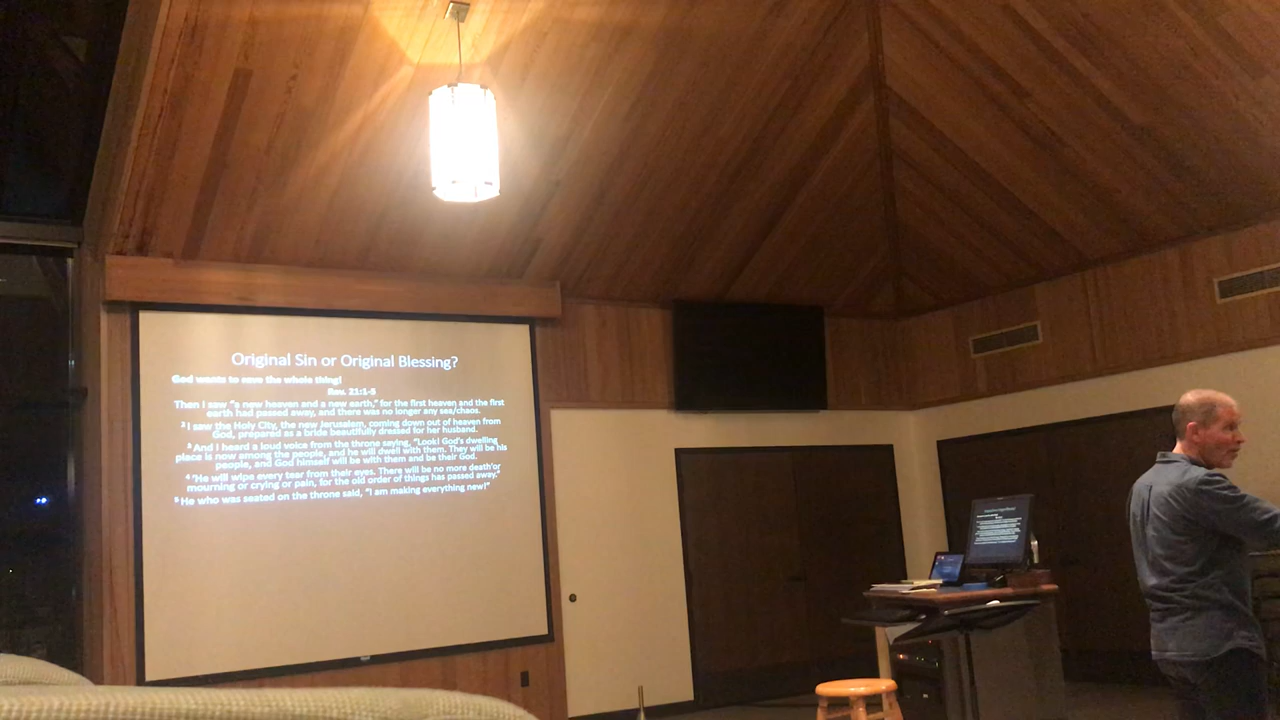 Original Sin or Original Blessing?
God wants to save the whole thing!
Rev. 21:1-5
Then I saw "a new heaven and a new earth," for the first heaven and the first
earth had passed away, and there was no longer any sea/chaos.
2 I saw the Holy City, the new Jerusalem, coming down out of heaven from
God, prepared as a bride beautifully dressed for her husband.
3 And I heard a loud voice from the throne saying, "Look! God's dwelling
place is now among the people, and he will dwell with them. They will be his
people, and God himself will be with them and be their God.
4 "He will wipe every tear from their eyes. There will be no more death'or
mourning or crying or pain, for the old order of things has passed away."
5 He who was seated on the throne said, "I am making everything new!"